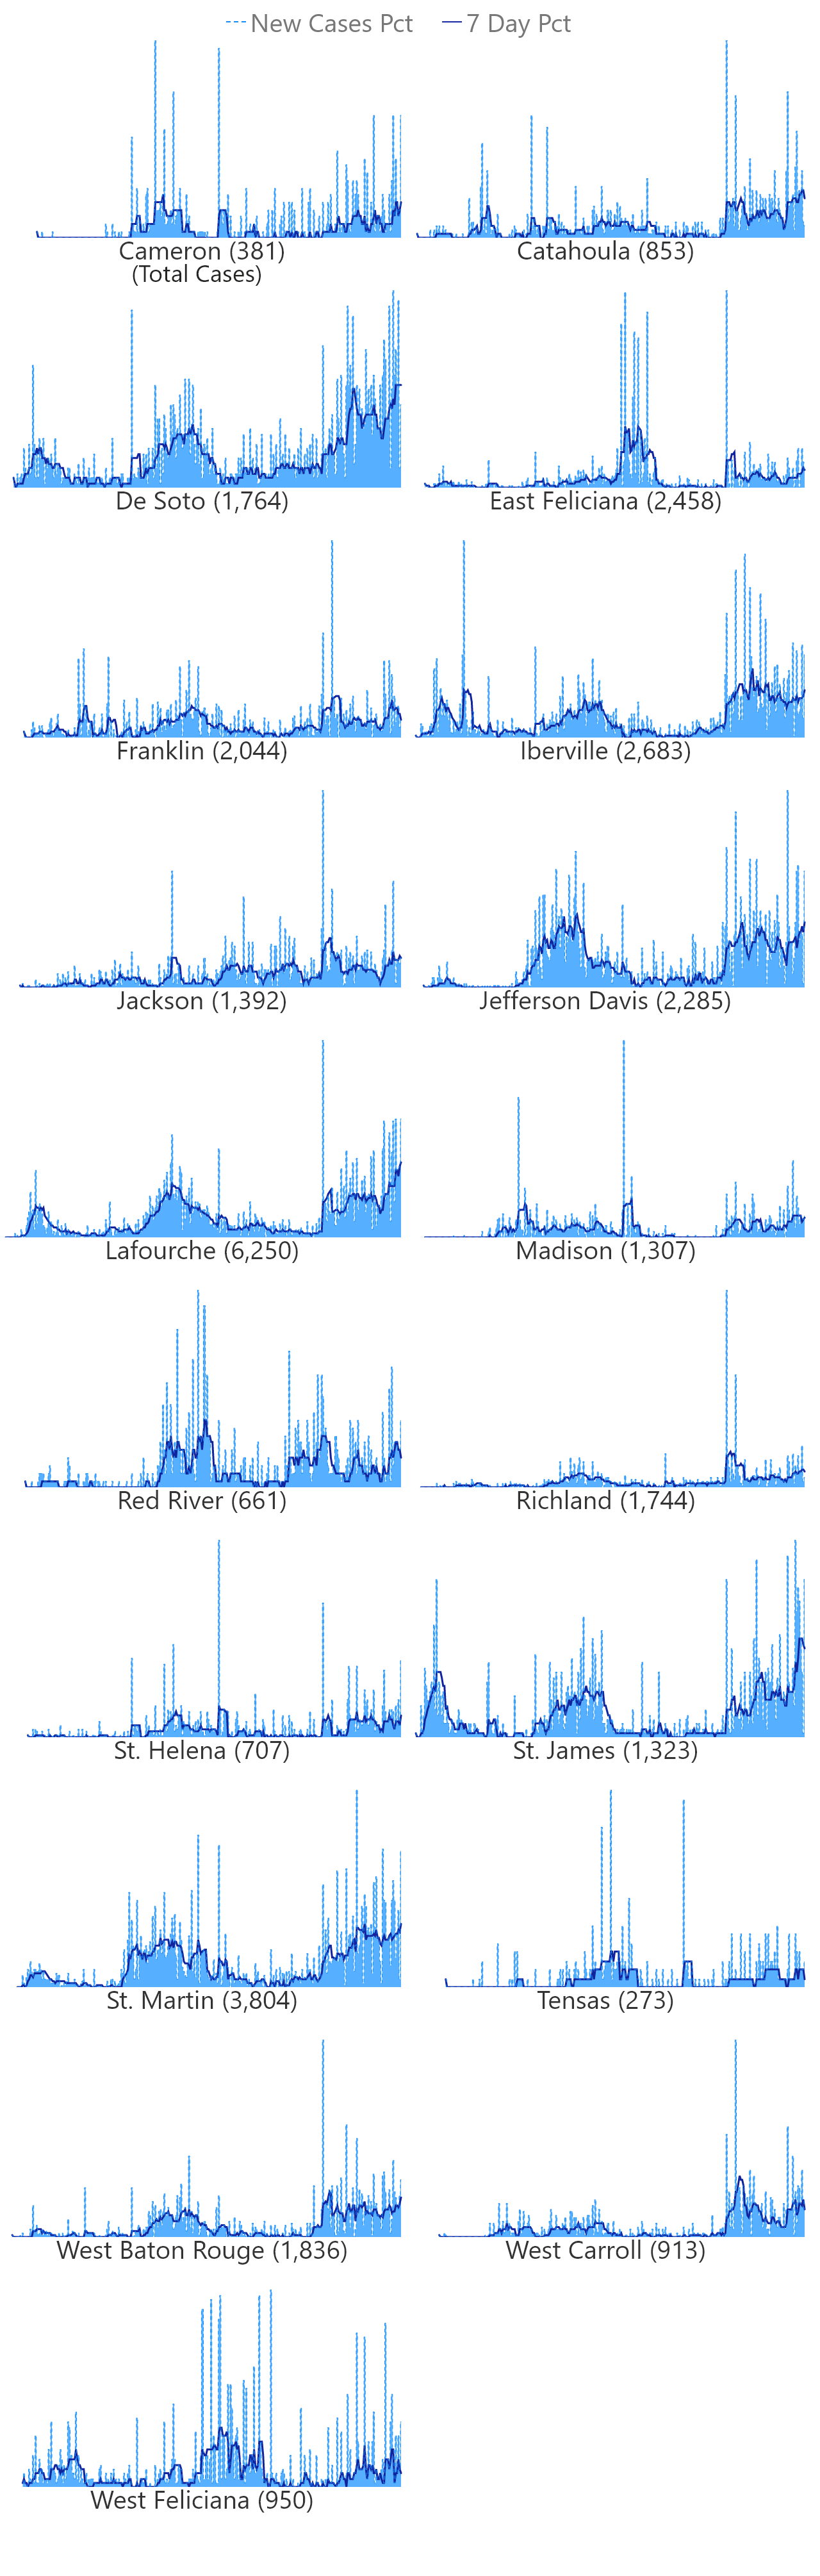 New Cases Pct 7 Day Pct
Cameron (381) Catahoula (853)
(Total Cases)
De Soto (1,764) East Feliciana (2,458)
Franklin (2,044) Iberville (2,683)
Jackson (1,392) Jefferson Davis (2,285)
Lafourche (6,250) Madison (1,307)
Red River (661) Richland (1,744)
St. Helena (707) St. James (1,323)
St. Martin (3,804) Tensas (273)
West Baton Rouge (1,836) West Carroll (913)
West Feliciana (950)